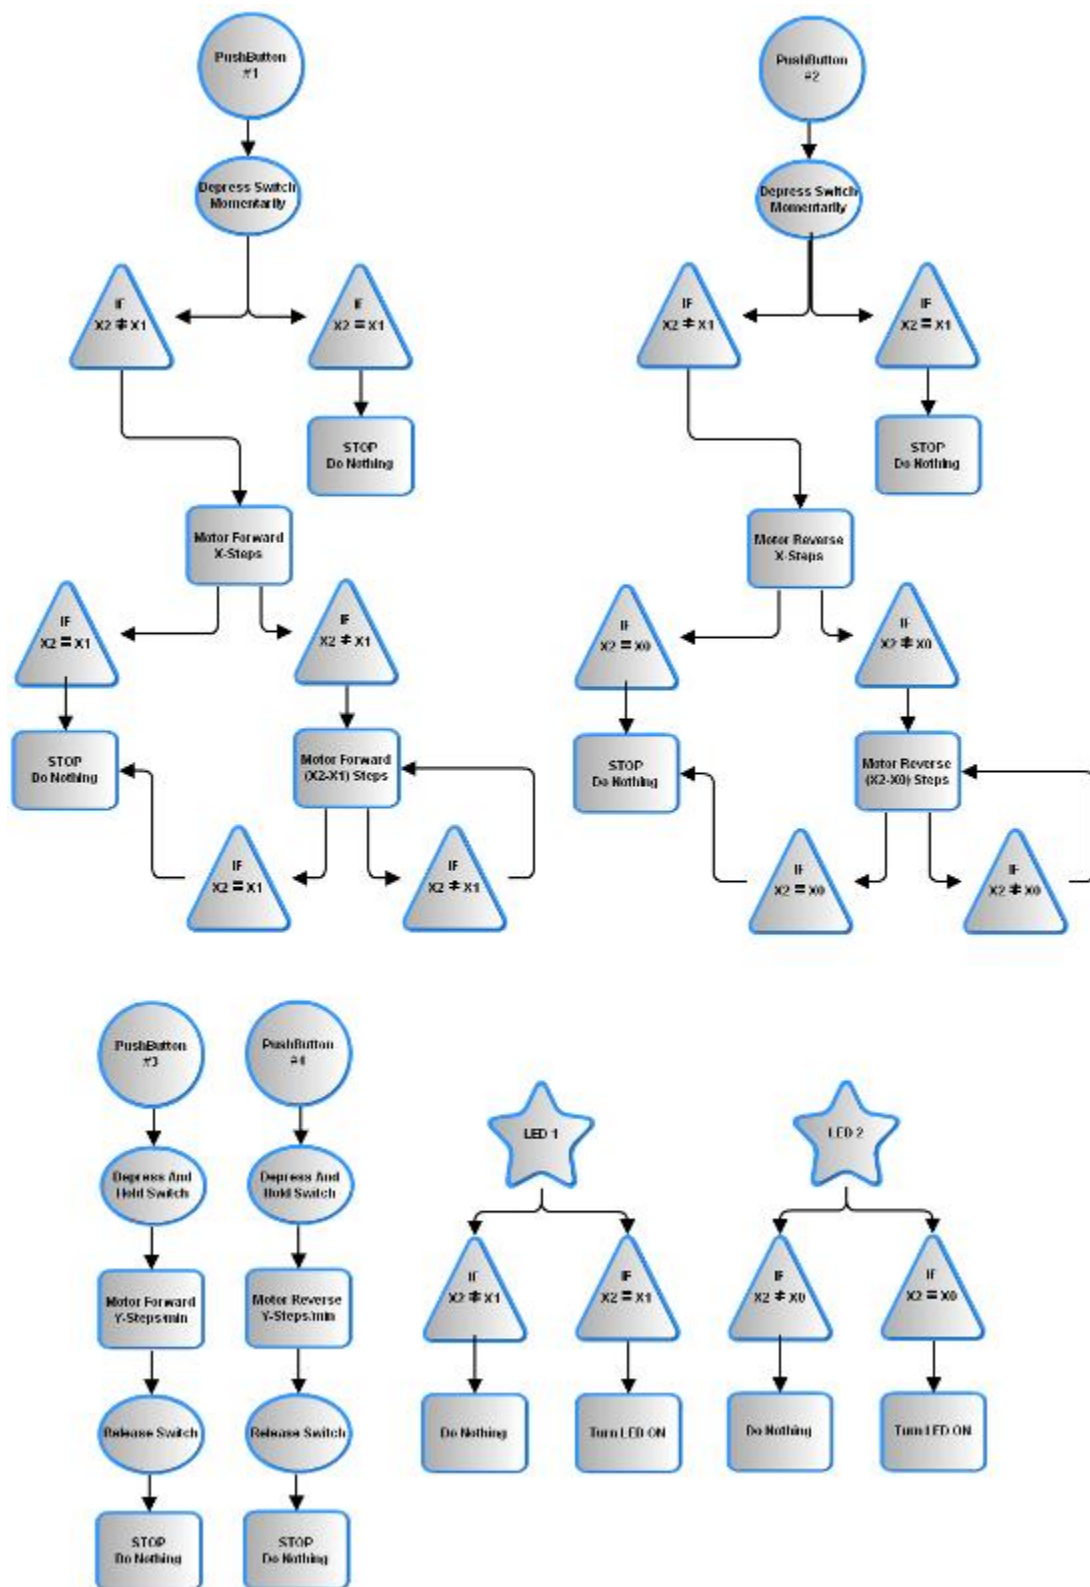 PushButton
#1
Depress Switch
Momentarily
IF
X2 ≠ X1
IF
X2 = X1
STOP
Do Nothing
Motor Forward
X-Steps
IF
X2 = X1
IF
X2 ≠ X1
STOP
Do Nothing
Motor Forward
(X2-X1) Steps
IF
X2 = X1
IF
X2 ≠ X1
PushButton
#2
Depress Switch
Momentarily
IF
X2 ≠ X1
IF
X2 = X1
STOP
Do Nothing
Motor Reverse
X-Steps
IF
X2 = X0
IF
X2 ≠ X0
STOP
Do Nothing
Motor Reverse
(X2-X0) Steps
IF
X2 = X0
IF
X2 ≠ X0
PushButton
#3
Depress And
Hold Switch
Motor Forward
Y-Steps/min
Release Switch
STOP
Do Nothing
PushButton
#4
Depress And
Hold Switch
Motor Reverse
Y-Steps/min
Release Switch
STOP
Do Nothing
LED 1
IF
X2 ≠ X1
IF
X2 = X1
Do Nothing
Turn LED ON
LED 2
IF
X2 ≠ X0
IF
X2 = X0
Do Nothing
Turn LED ON